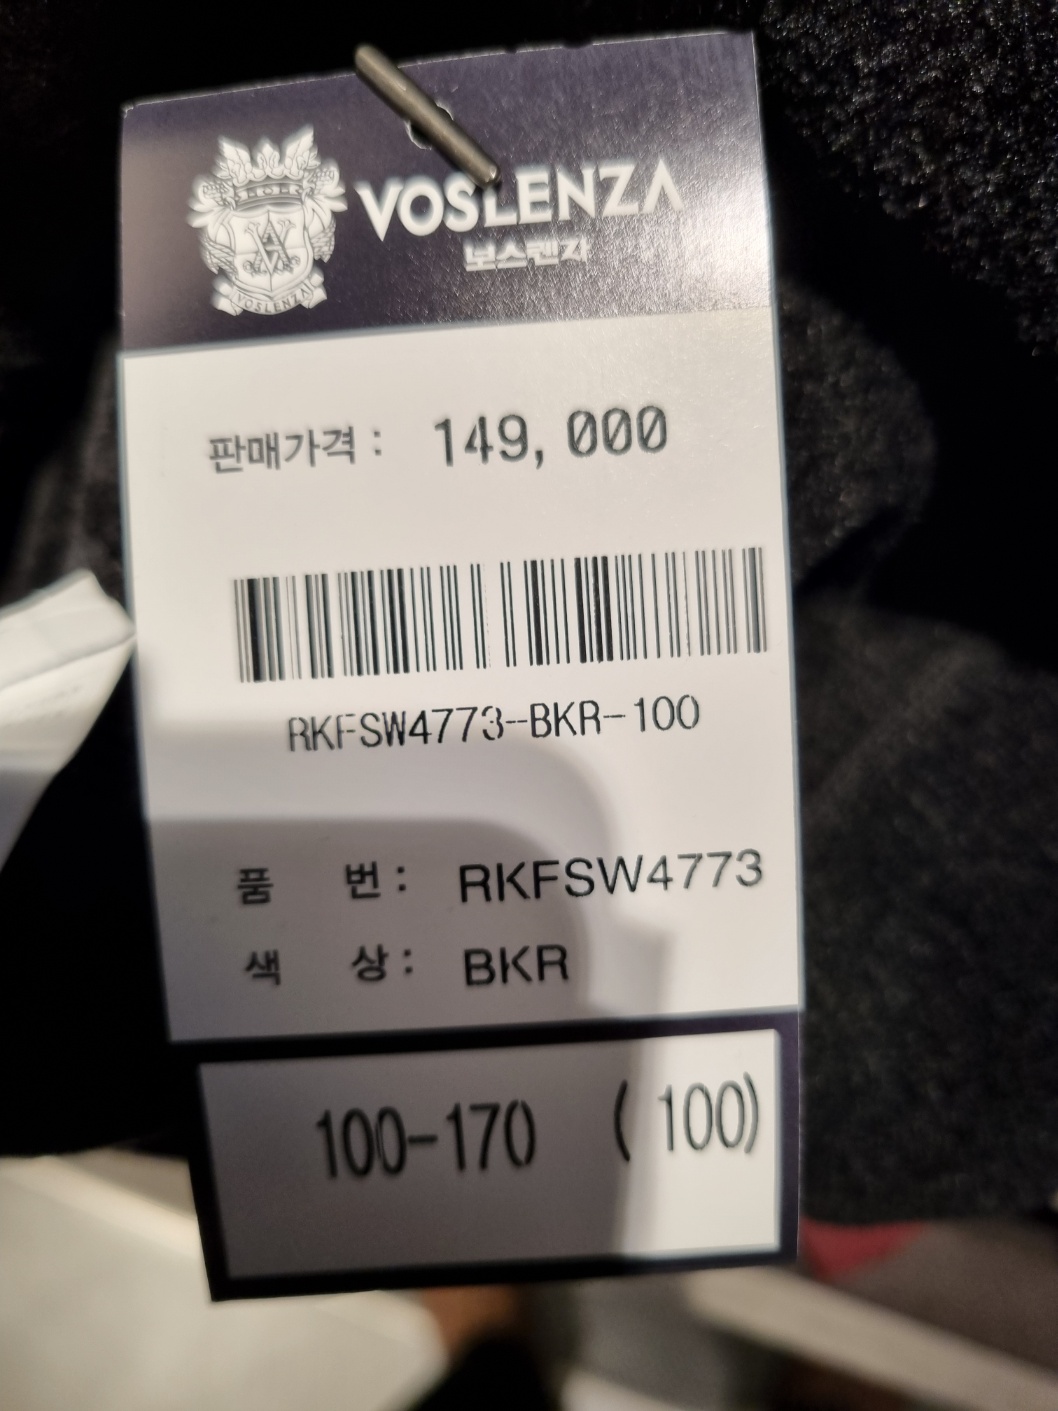 VOSLENZA
보스렌자
VOSLENZA
판매가격 : 149,000
RKFSW4773-BKR-100
품 번 : RKFSW4773
색 상 : BKR
100-170 ( 100)